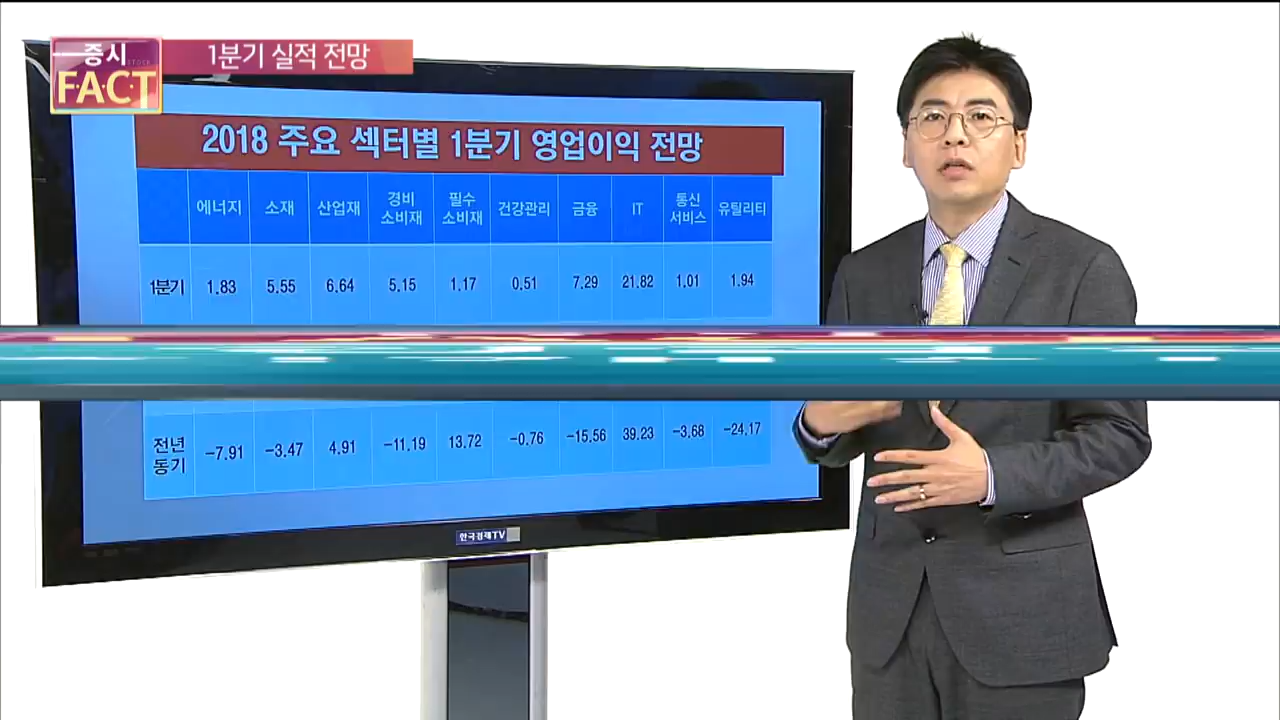 증시
STOCK
F·A·C·T
1분기 실적 전망
2018 주요 섹터별 1분기 영업이익 전망
에너지 소재 산업재 경비 소비재 필수 소비재 건강관리 금융 IT 통신 서비스 유틸리티
1분기 1.83 5.55 6.64 5.15 1.17 0.51 7.29 21.82 1.01 1.94
전년 동기 -7.91 -3.47 4.91 -11.19 13.72 -0.76 -15.56 39.23 -3.68 -24.17
한국경제TV